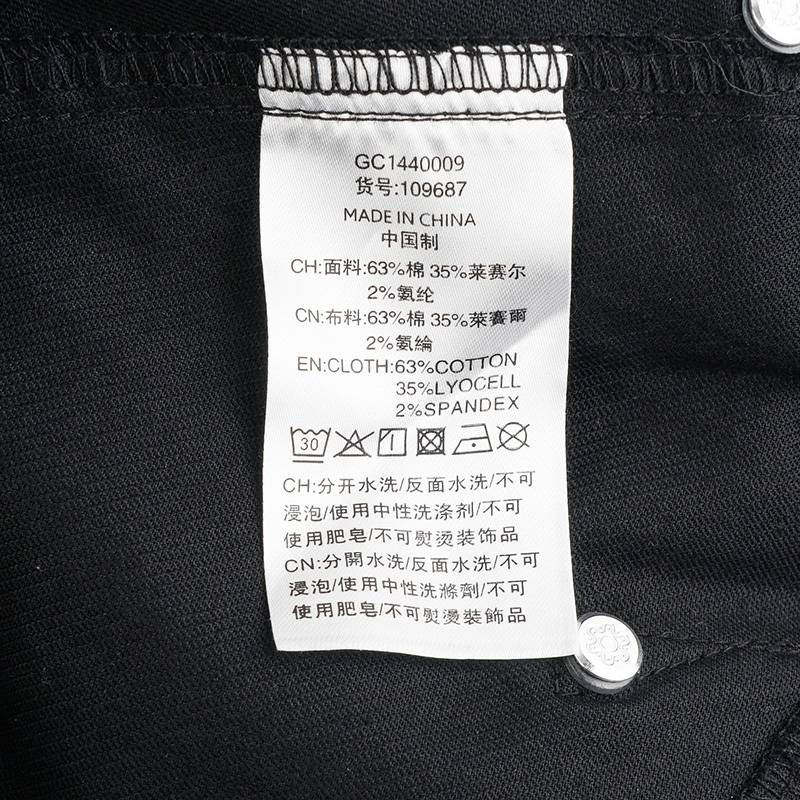 GC1440009
货号:109687
MADE IN CHINA
中国制
CH:面料:63%棉 35%莱赛尔
2%氨纶
CN:布料:63%棉 35%萊賽爾
2%氨綸
EN:CLOTH:63%COTTON
35%LYOCELL
2%SPANDEX
30
CH:分开水洗/反面水洗/不可
浸泡/使用中性洗涤剂/不可
使用肥皂/不可熨烫装饰品
CN:分開水洗/反面水洗/不可
浸泡/使用中性洗滌劑/不可
使用肥皂/不可熨燙裝飾品